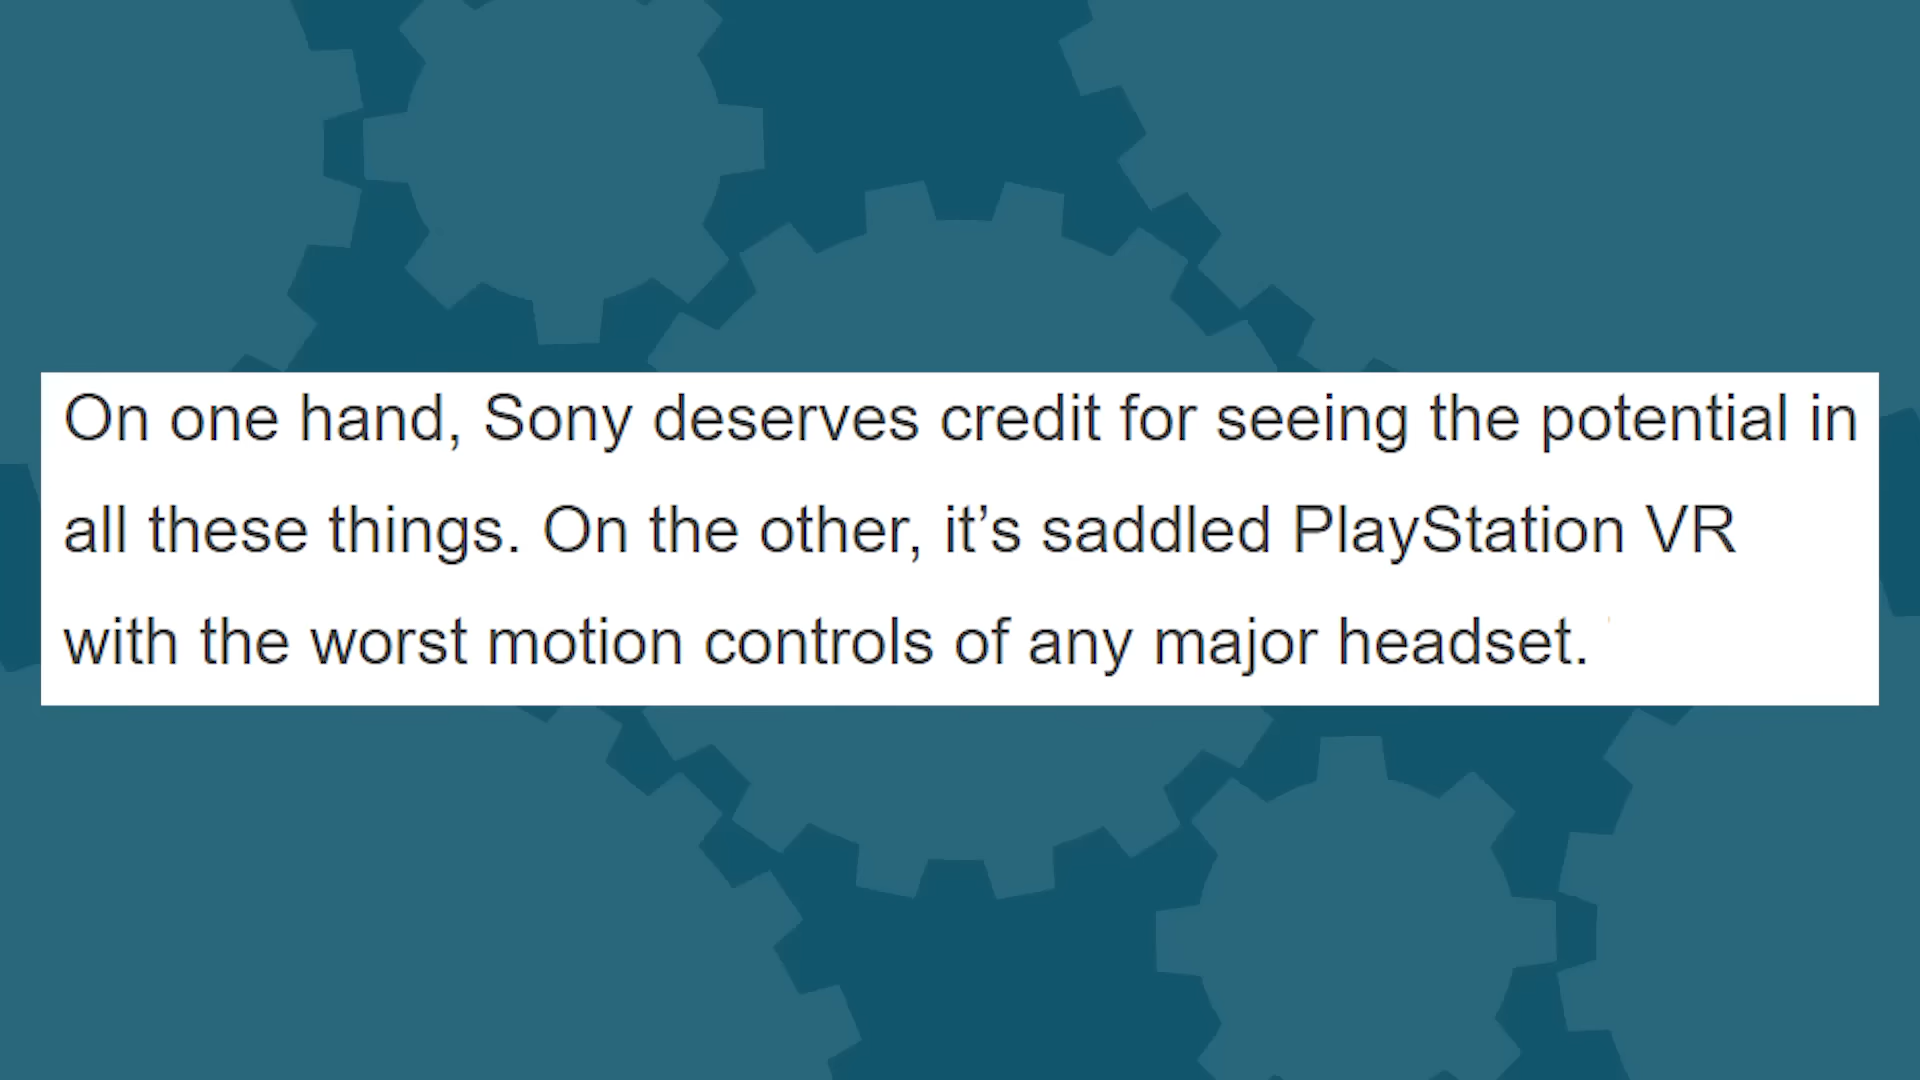 On one hand, Sony deserves credit for seeing the potential in
all these things. On the other, it’s saddled PlayStation VR
with the worst motion controls of any major headset.